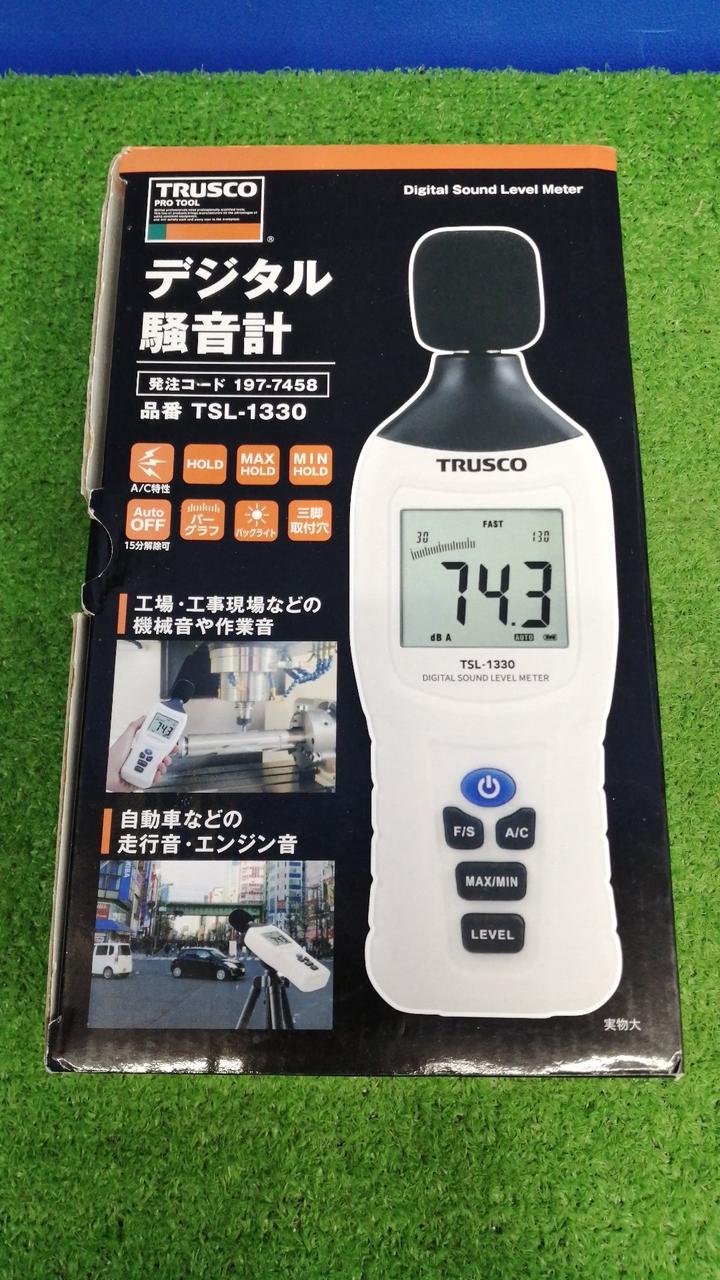 TRUSCO
PRO TOOL
®
Digital Sound Level Meter
デジタル
騒音計
発注コード 197-7458
品番 TSL-1330
A/C特性
HOLD
MAX HOLD
MIN HOLD
Auto OFF
15分解除可
バーグラフ
バックライト
三脚取付穴
工場・工事現場などの
機械音や作業音
74.3
自動車などの
走行音・エンジン音
TRUSCO
FAST
30
130
74.3
dB A
AUTO
TSL-1330
DIGITAL SOUND LEVEL METER
F/S
A/C
MAX/MIN
LEVEL
実物大